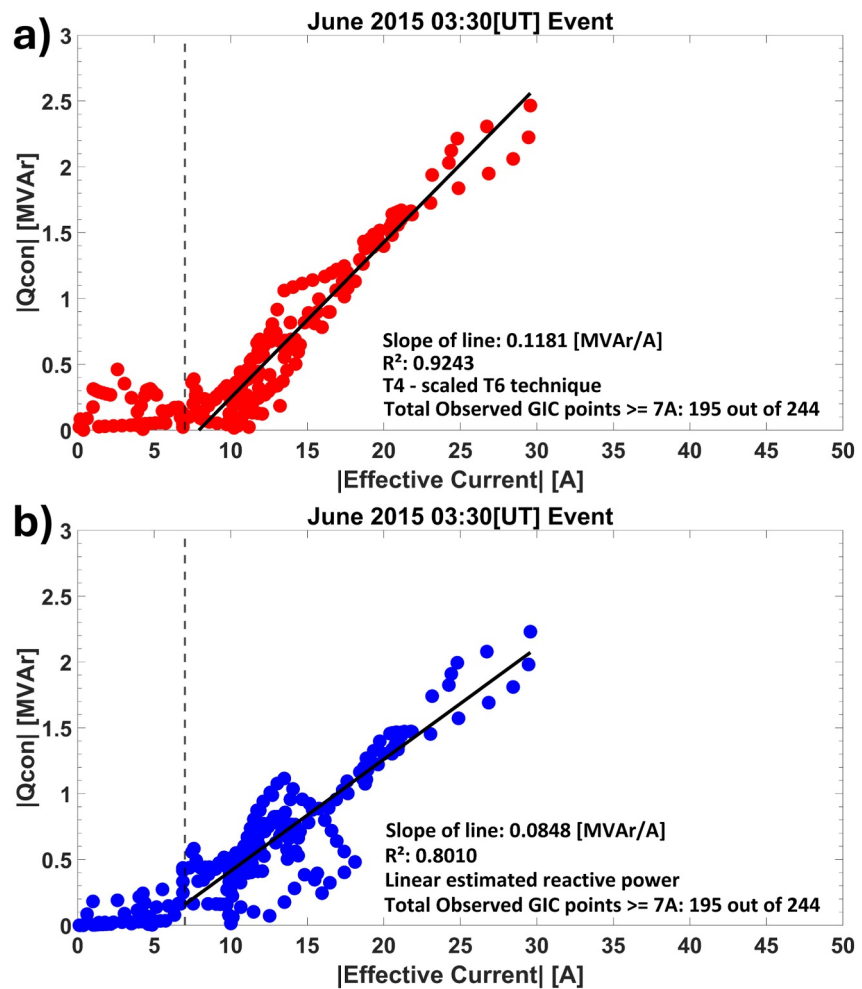 a)
June 2015 03:30[UT] Event
3
2.5
2
1.5
1
0.5
0
|Qcon| [MVAr]
Slope of line: 0.1181 [MVAr/A]
R²: 0.9243
T4 - scaled T6 technique
Total Observed GIC points >= 7A: 195 out of 244
0 5 10 15 20 25 30 35 40 45 50
|Effective Current| [A]
b)
June 2015 03:30[UT] Event
3
2.5
2
1.5
1
0.5
0
|Qcon| [MVAr]
Slope of line: 0.0848 [MVAr/A]
R²: 0.8010
Linear estimated reactive power
Total Observed GIC points >= 7A: 195 out of 244
0 5 10 15 20 25 30 35 40 45 50
|Effective Current| [A]